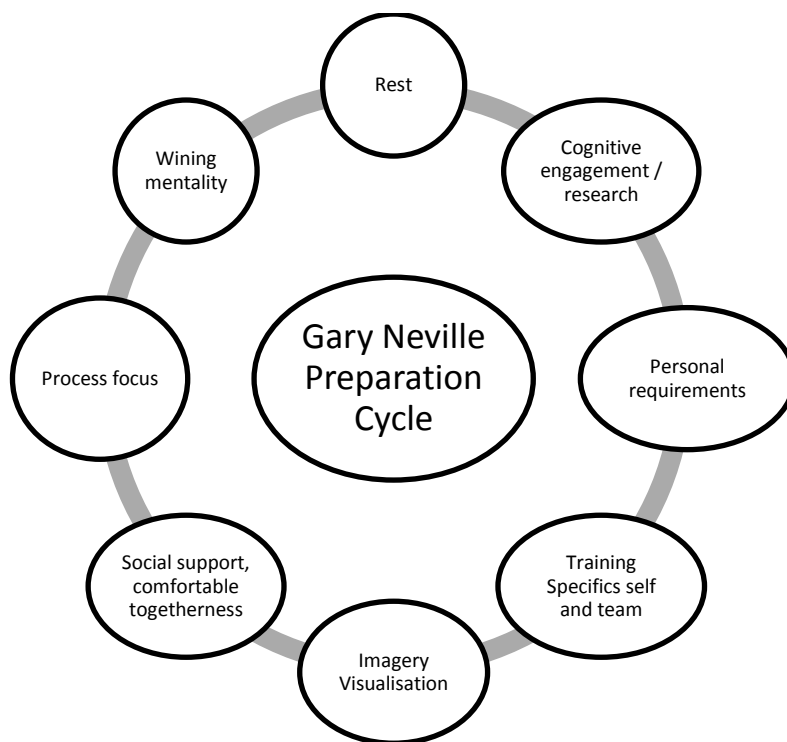 Rest
Cognitive
engagement /
research
Personal
requirements
Training
Specifics self
and team
Imagery
Visualisation
Social support,
comfortable
togetherness
Process focus
Wining
mentality
Gary Neville
Preparation
Cycle